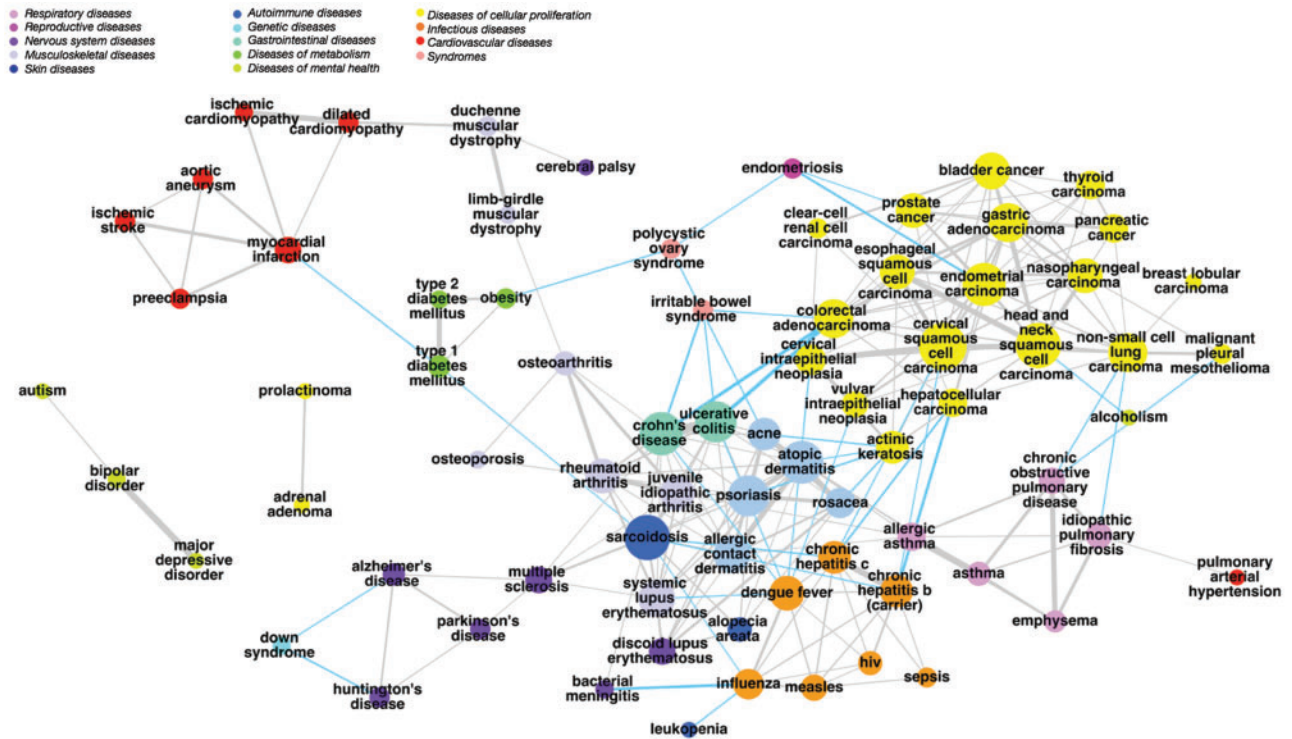 Respiratory diseases
Reproductive diseases
Nervous system diseases
Musculoskeletal diseases
Skin diseases
Autoimmune diseases
Genetic diseases
Gastrointestinal diseases
Diseases of metabolism
Diseases of mental health
Diseases of cellular proliferation
Infectious diseases
Cardiovascular diseases
Syndromes
ischemic
cardiomyopathy
dilated
cardiomyopathy
duchenne
muscular
dystrophy
cerebral palsy
aortic
aneurysm
ischemic
stroke
myocardial
infarction
preeclampsia
limb-girdle
muscular
dystrophy
endometriosis
bladder cancer
thyroid
carcinoma
prostate
cancer
gastric
adenocarcinoma
pancreatic
cancer
clear-cell
renal cell
carcinoma
polycystic
ovary
syndrome
esophageal
squamous
cell
carcinoma
endometrial
carcinoma
nasopharyngeal
carcinoma
breast lobular
carcinoma
type 2
diabetes
mellitus
obesity
irritable bowel
syndrome
colorectal
adenocarcinoma
cervical
squamous
cell
carcinoma
head and
neck
squamous
cell
carcinoma
non-small cell
lung
carcinoma
malignant
pleural
mesothelioma
type 1
diabetes
mellitus
osteoarthritis
cervical
intraepithelial
neoplasia
vulvar
intraepithelial
neoplasia
hepatocellular
carcinoma
alcoholism
autism
prolactinoma
crohn's
disease
ulcerative
colitis
acne
actinic
keratosis
osteoporosis
rheumatoid
arthritis
juvenile
idiopathic
arthritis
psoriasis
atopic
dermatitis
rosacea
chronic
obstructive
pulmonary
disease
bipolar
disorder
adrenal
adenoma
sarcoidosis
allergic
contact
dermatitis
chronic
hepatitis c
allergic
asthma
idiopathic
pulmonary
fibrosis
major
depressive
disorder
alzheimer's
disease
multiple
sclerosis
systemic
lupus
erythematosus
dengue fever
chronic
hepatitis b
(carrier)
asthma
pulmonary
arterial
hypertension
emphysema
parkinson's
disease
alopecia
areata
down
syndrome
discoid lupus
erythematosus
hiv
sepsis
huntington's
disease
bacterial
meningitis
influenza
measles
leukopenia